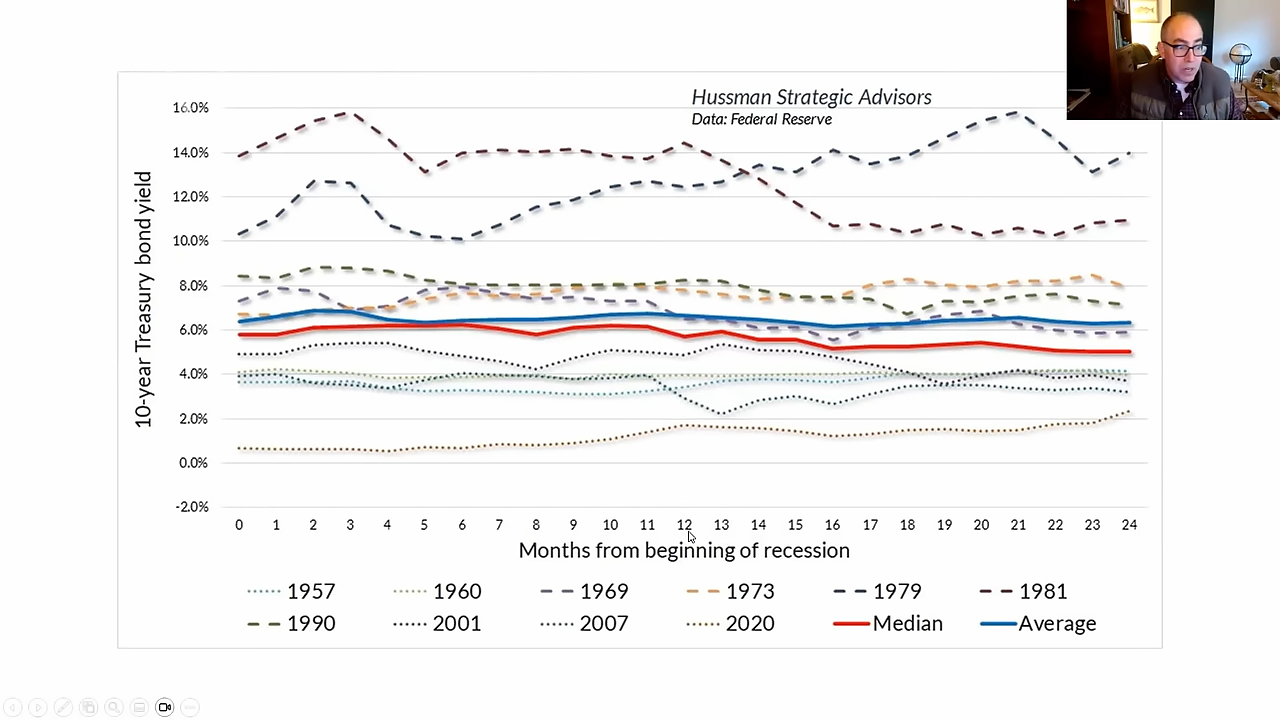 Hussman Strategic Advisors
Data: Federal Reserve
10-year Treasury bond yield
16.0%
14.0%
12.0%
10.0%
8.0%
6.0%
4.0%
2.0%
0.0%
-2.0%
0 1 2 3 4 5 6 7 8 9 10 11 12 13 14 15 16 17 18 19 20 21 22 23 24
Months from beginning of recession
1957 1960 1969 1973 1979 1981
1990 2001 2007 2020 Median Average